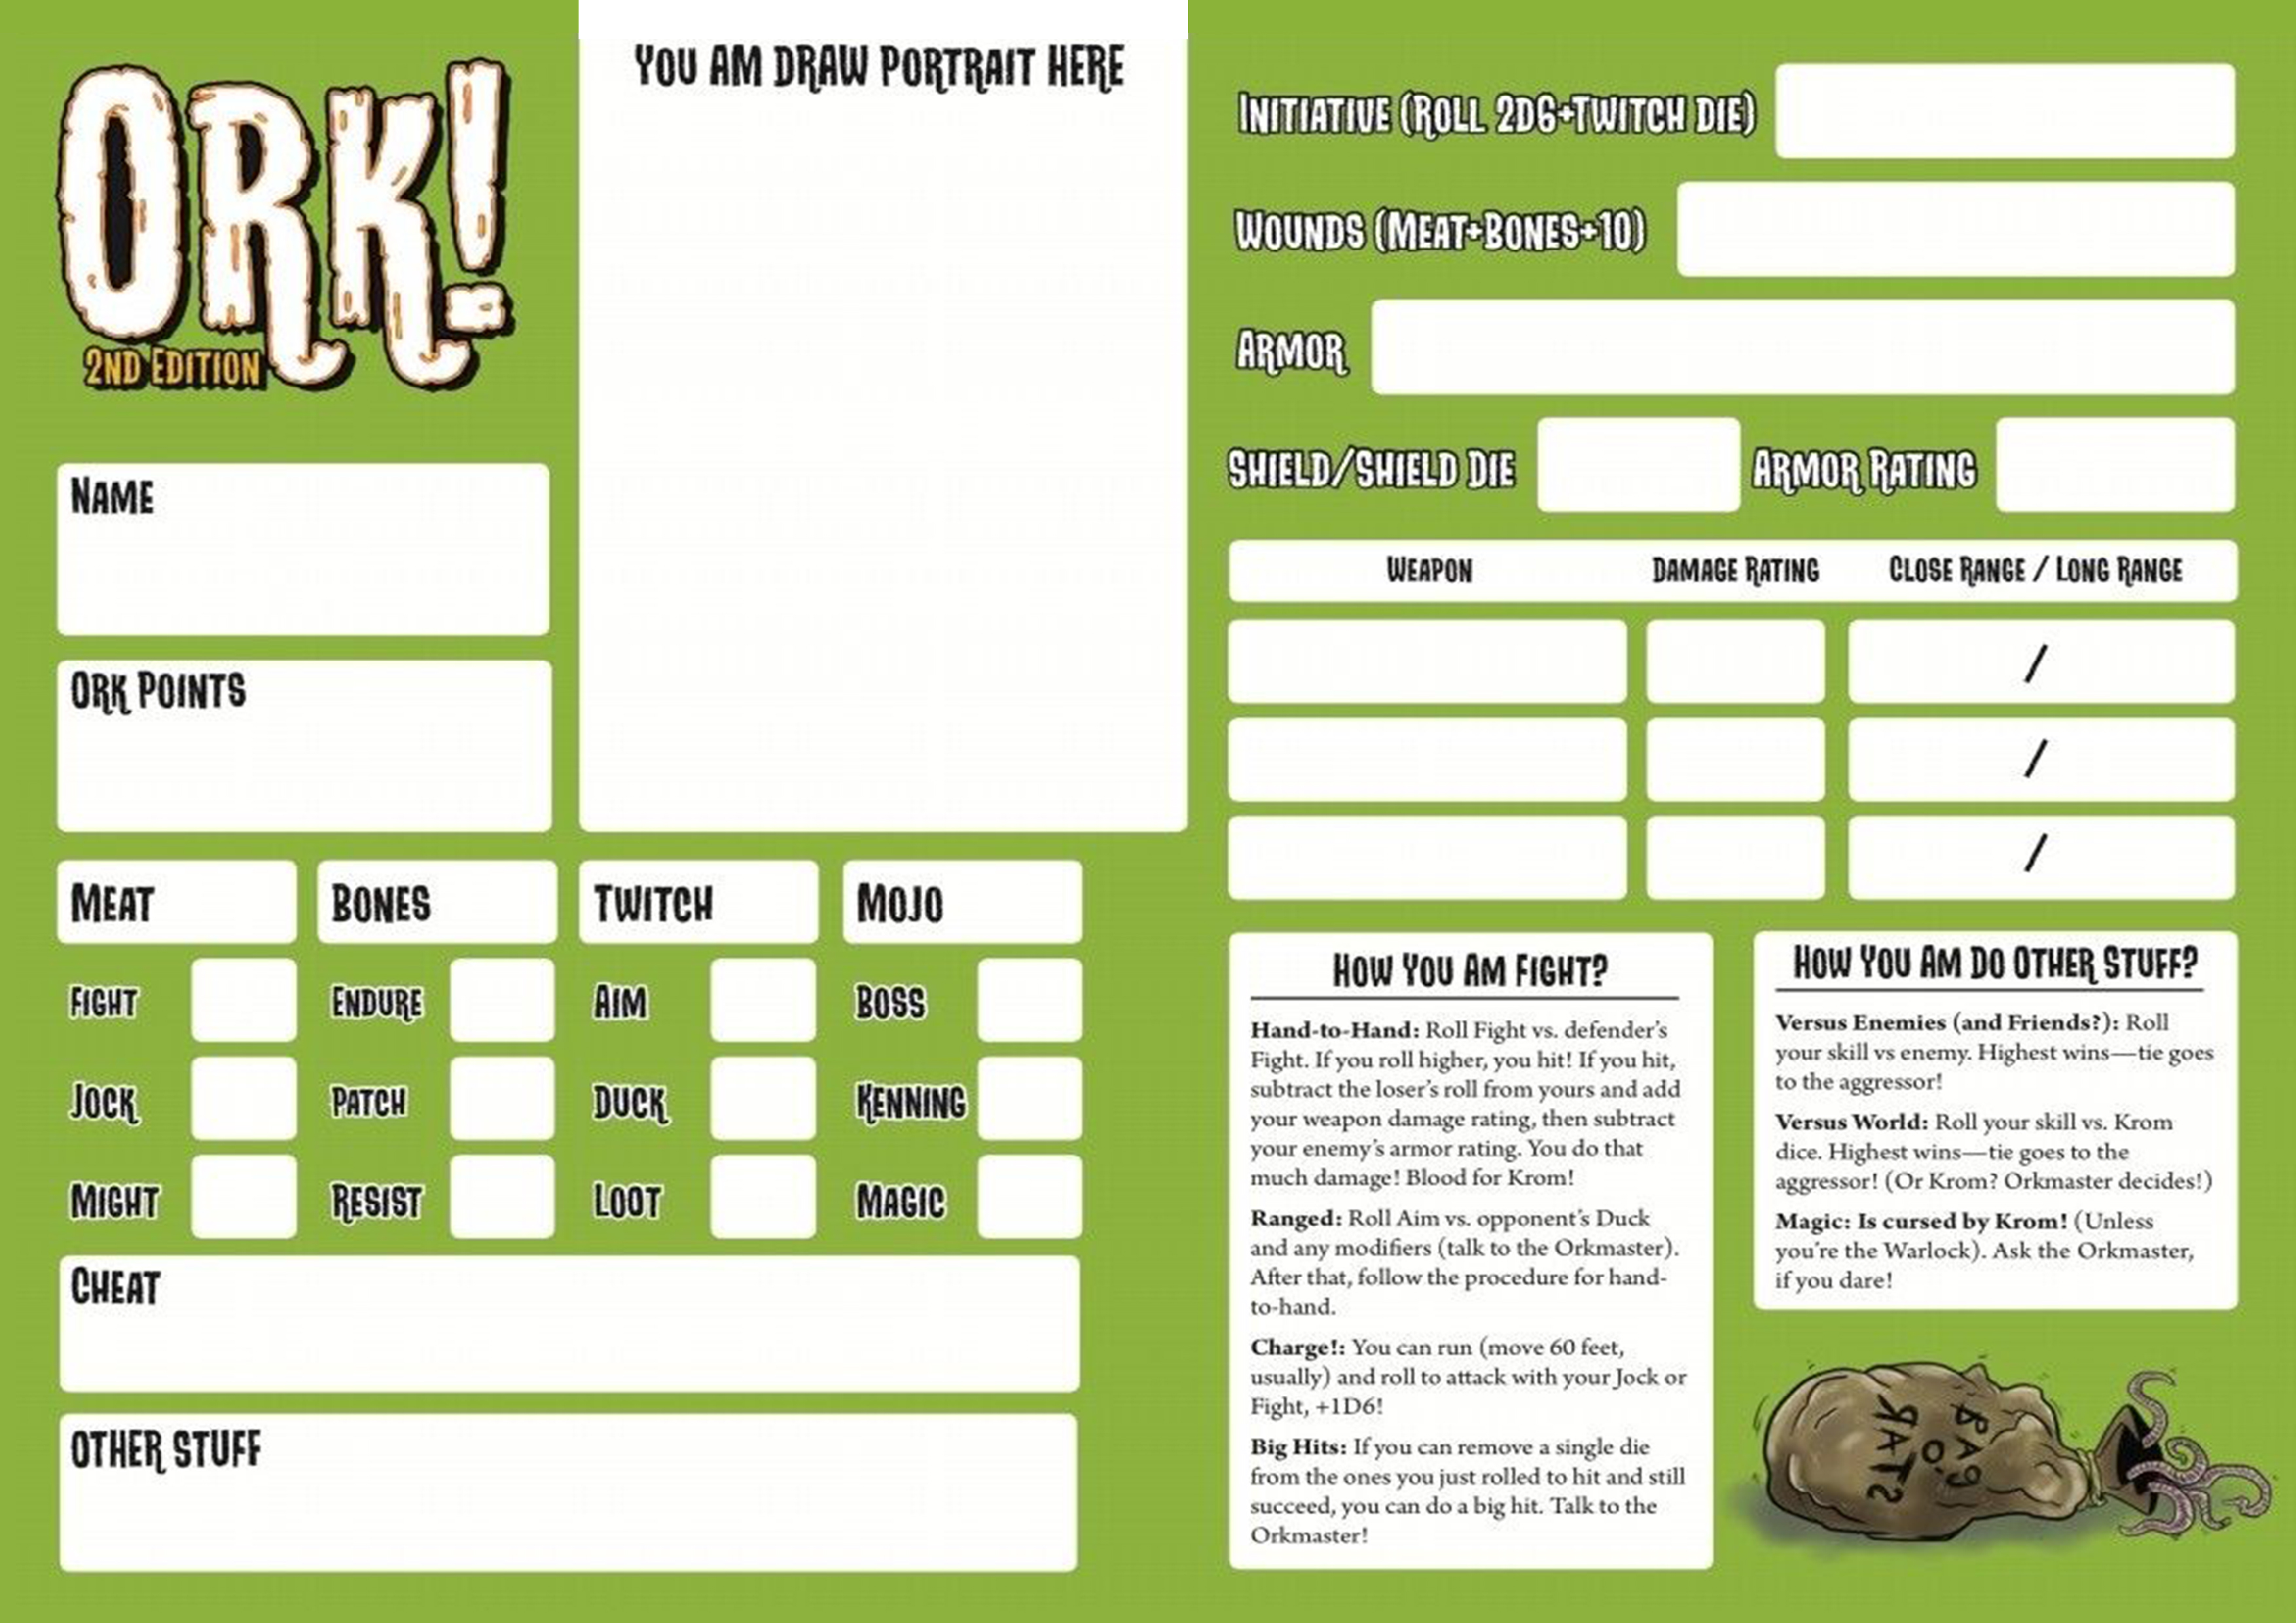 ORK!
2ND EDITION
YOU AM DRAW PORTRAIT HERE
NAME
ORK POINTS
MEAT
BONES
TWITCH
MOJO
FIGHT
ENDURE
AIM
BOSS
JOCK
PATCH
DUCK
KENNING
MIGHT
RESIST
LOOT
MAGIC
CHEAT
OTHER STUFF
INITIATIVE (ROLL 2D6+TWITCH DIE)
WOUNDS (MEAT+BONES+10)
ARMOR
SHIELD/SHIELD DIE
ARMOR RATING
WEAPON
DAMAGE RATING
CLOSE RANGE / LONG RANGE
/
/
/
HOW YOU AM FIGHT?
Hand-to-Hand: Roll Fight vs. defender's
Fight. If you roll higher, you hit! If you hit,
subtract the loser's roll from yours and add
your weapon damage rating, then subtract
your enemy's armor rating. You do that
much damage! Blood for Krom!
Ranged: Roll Aim vs. opponent's Duck
and any modifiers (talk to the Orkmaster).
After that, follow the procedure for hand-
to-hand.
Charge!: You can run (move 60 feet,
usually) and roll to attack with your Jock or
Fight, +1D6!
Big Hits: If you can remove a single die
from the ones you just rolled to hit and still
succeed, you can do a big hit. Talk to the
Orkmaster!
HOW YOU AM DO OTHER STUFF?
Versus Enemies (and Friends?): Roll
your skill vs enemy. Highest wins—tie goes
to the aggressor!
Versus World: Roll your skill vs. Krom
dice. Highest wins—tie goes to the
aggressor! (Or Krom? Orkmaster decides!)
Magic: Is cursed by Krom! (Unless
you're the Warlock). Ask the Orkmaster,
if you dare!
BAG
O'
RATS